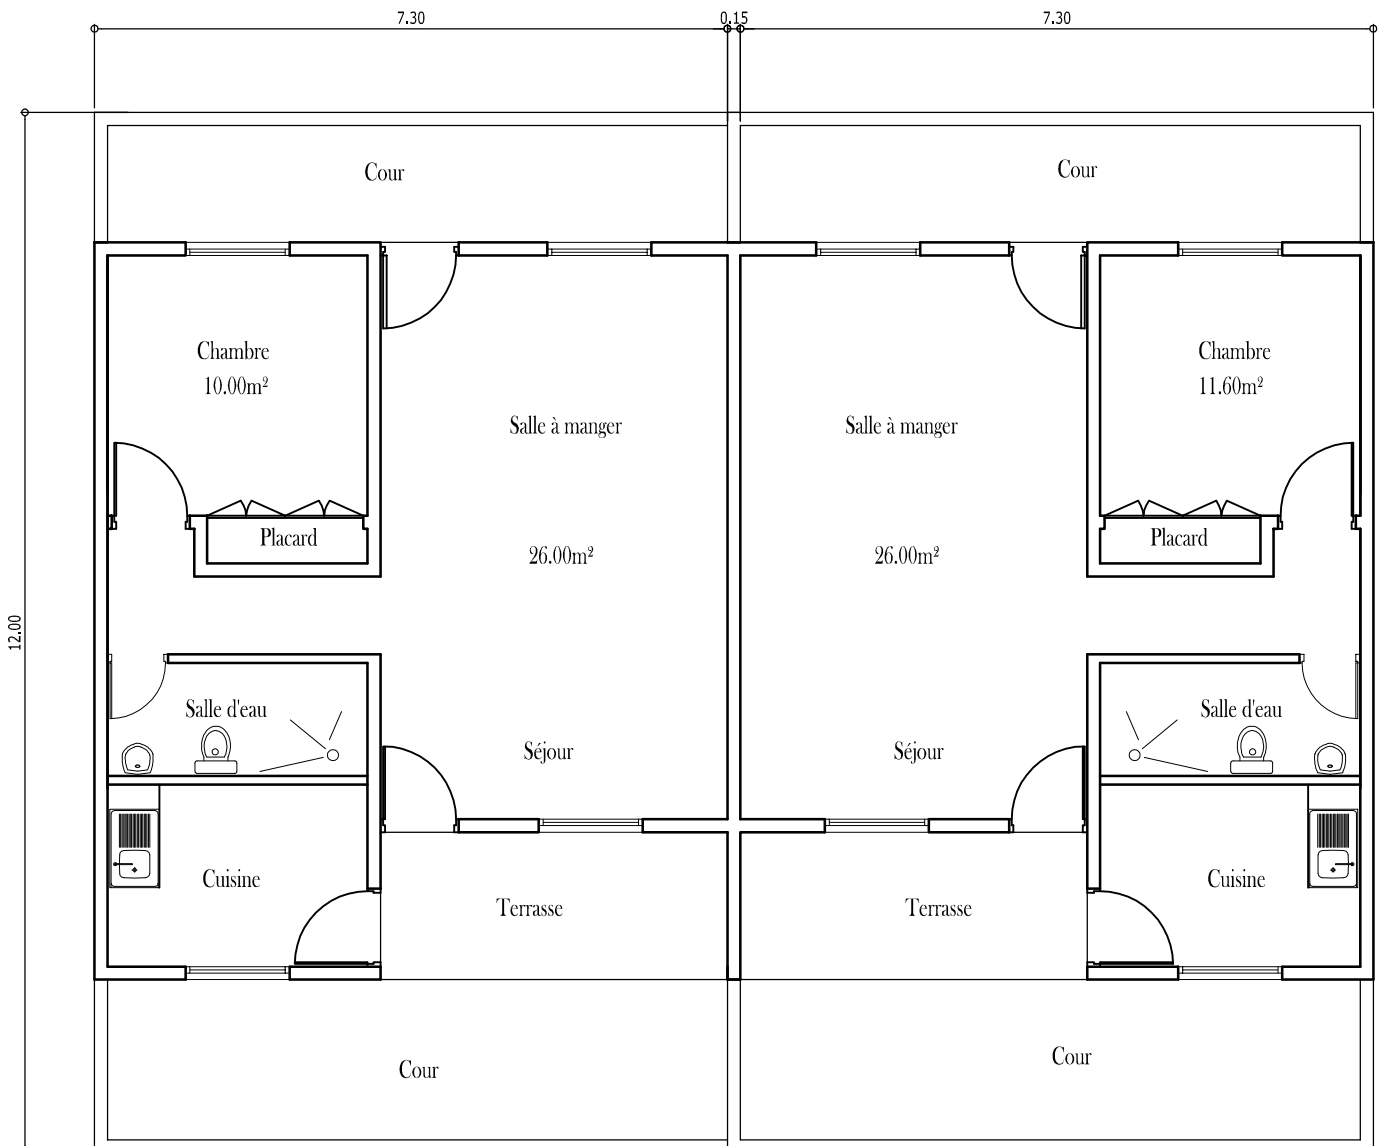 7.30 0.15 7.30
Cour Cour
Chambre Chambre
10.00m² 11.60m²
Salle à manger Salle à manger
Placard Placard
26.00m² 26.00m²
12.00
Salle d'eau Salle d'eau
Séjour Séjour
Cuisine Cuisine
Terrasse Terrasse
Cour Cour